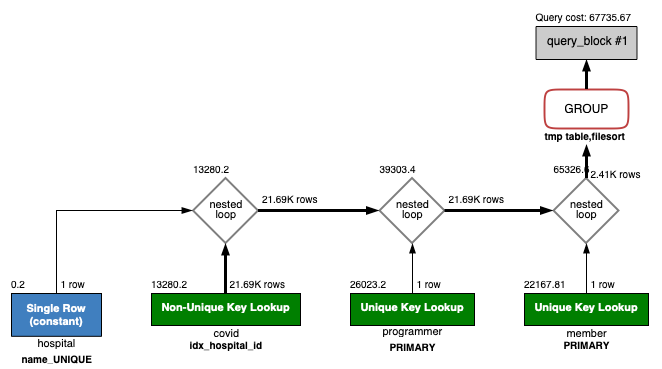 Query cost: 67735.67
query_block #1
GROUP
tmp table,filesort
13280.2
39303.4
65326.
2.41K rows
nested
loop
21.69K rows
nested
loop
21.69K rows
nested
loop
0.2
1 row
13280.2
21.69K rows
26023.2
1 row
22167.81
1 row
Single Row
(constant)
Non-Unique Key Lookup
Unique Key Lookup
Unique Key Lookup
hospital
name_UNIQUE
covid
idx_hospital_id
programmer
PRIMARY
member
PRIMARY